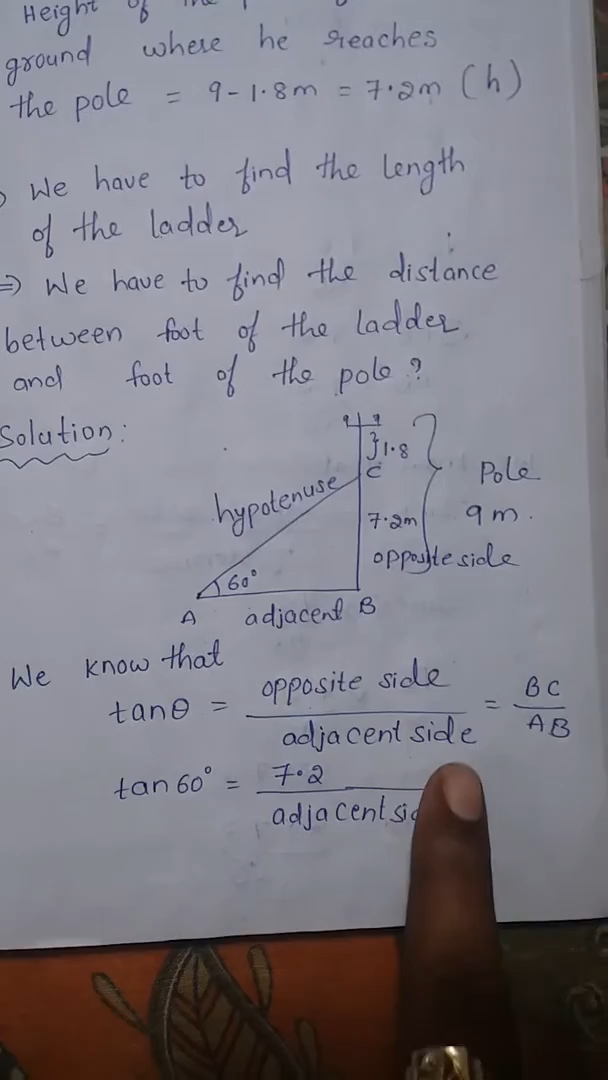 Height of the
ground where he reaches
the pole = 9-1.8m = 7.2m (h)
We have to find the length
of the ladder
=) We have to find the distance
between foot of the ladder
and foot of the pole?
Solution:
}1.8
C
hypotenuse
Pole
7.2m
9m.
opposite side
60°
A adjacent B
We know that
tanθ = opposite side / adjacent side = BC / AB
tan 60° = 7.2 / adjacent